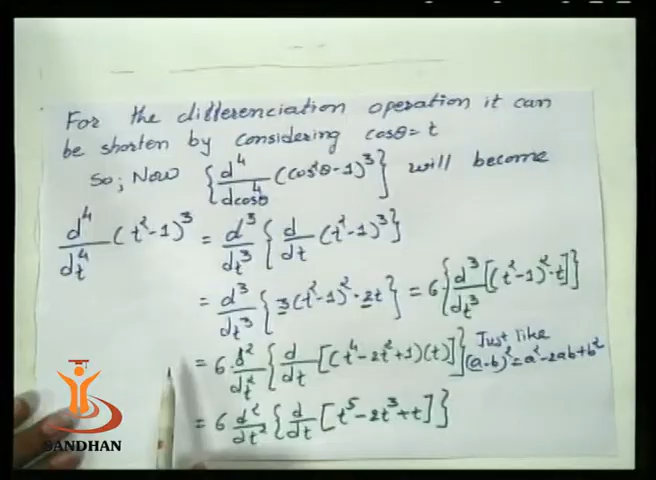 For the differenciation operation it can
be shorten by considering cosθ = t
So; Now { d⁴/dcosθ⁴ (cos²θ-1)³ } will become
d⁴/dt⁴ (t²-1)³ = d³/dt³ { d/dt (t²-1)³ }
= d³/dt³ { 3(t²-1)²·2t } = 6 { d³/dt³ [(t²-1)²·t] }
= 6 d²/dt² { d/dt [(t⁴-2t²+1)(t)] } Just like
(a-b)² = a²-2ab+b²
= 6 d²/dt² { d/dt [t⁵-2t³+t] }
SANDHAN